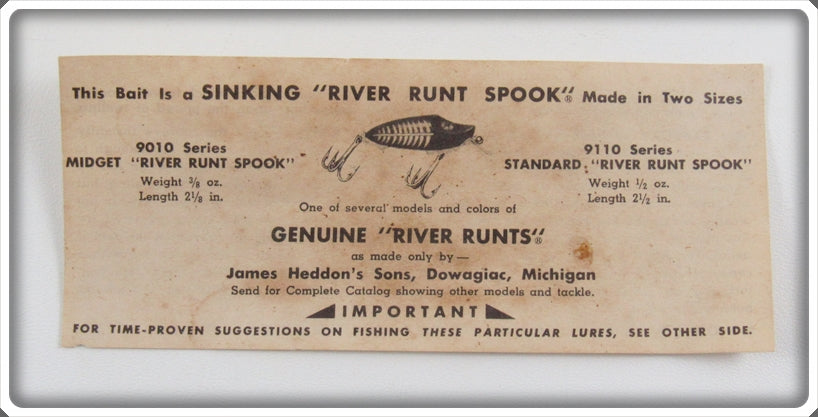 This Bait Is a SINKING "RIVER RUNT SPOOK"® Made in Two Sizes
9010 Series
MIDGET "RIVER RUNT SPOOK"
Weight 3/8 oz.
Length 2 1/8 in.
9110 Series
STANDARD "RIVER RUNT SPOOK"
Weight 1/2 oz.
Length 2 1/2 in.
One of several models and colors of
GENUINE "RIVER RUNTS"®
as made only by—
James Heddon's Sons, Dowagiac, Michigan
Send for Complete Catalog showing other models and tackle.
IMPORTANT
FOR TIME-PROVEN SUGGESTIONS ON FISHING THESE PARTICULAR LURES, SEE OTHER SIDE.